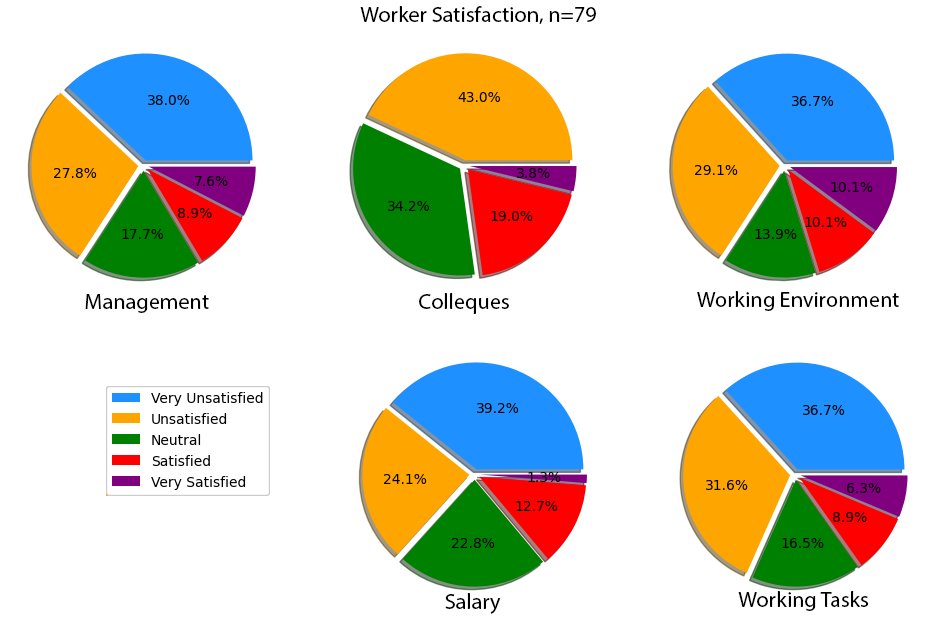 Worker Satisfaction, n=79
38.0%
27.8%
17.7%
8.9%
7.6%
Management
43.0%
34.2%
19.0%
3.8%
Colleques
36.7%
29.1%
13.9%
10.1%
10.1%
Working Environment
Very Unsatisfied
Unsatisfied
Neutral
Satisfied
Very Satisfied
39.2%
24.1%
22.8%
12.7%
1.3%
Salary
36.7%
31.6%
16.5%
8.9%
6.3%
Working Tasks